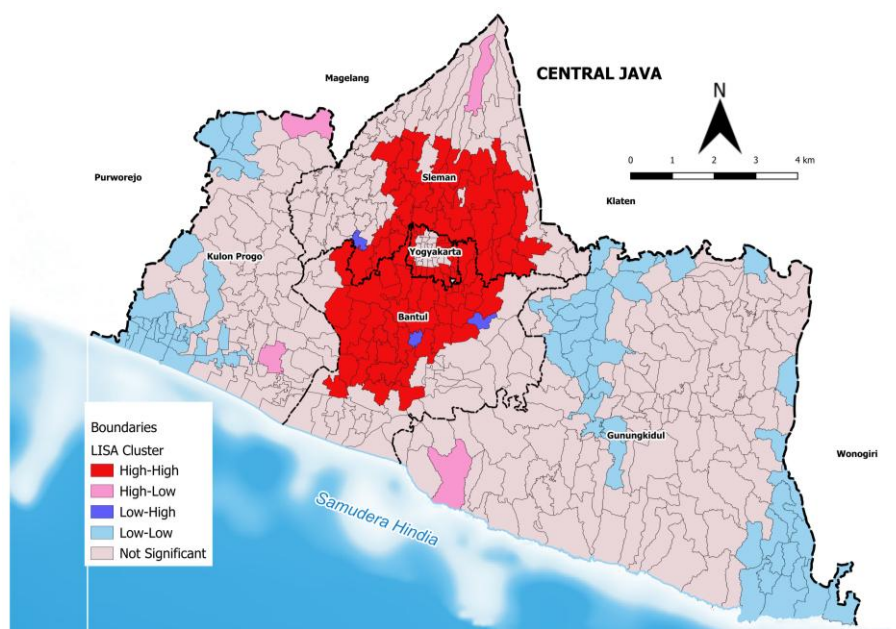 CENTRAL JAVA
Magelang
N
0 1 2 3 4 km
Purworejo
Sleman
Klaten
Yogyakarta
Kulon Progo
Bantul
Gunungkidul
Wonogiri
Boundaries
LISA Cluster
High-High
High-Low
Low-High
Low-Low
Not Significant
Samudera Hindia